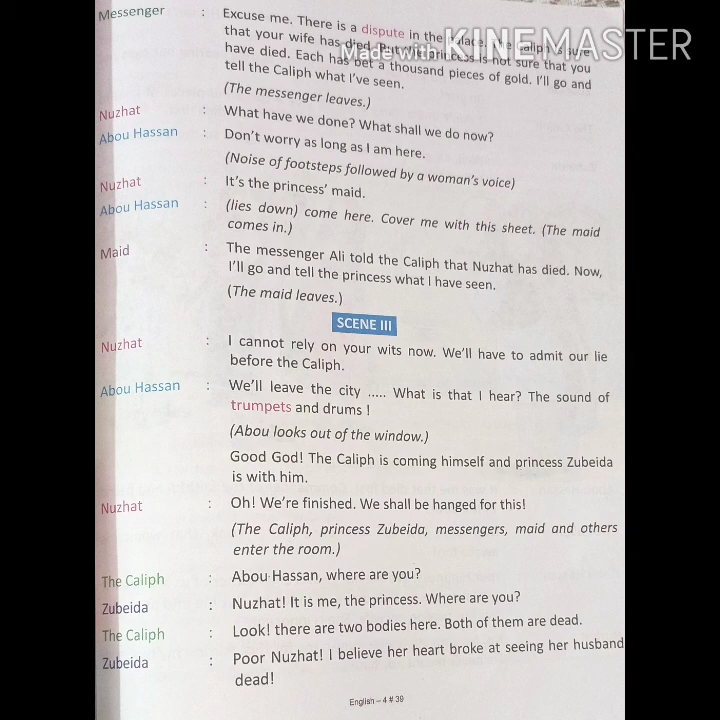 Messenger : Excuse me. There is a dispute in the palace. The Caliph is sure
that your wife has died. But princess is not sure that you
have died. Each has bet a thousand pieces of gold. I'll go and
tell the Caliph what I've seen.
(The messenger leaves.)
Made with KINEMASTER
Nuzhat : What have we done? What shall we do now?
Abou Hassan : Don't worry as long as I am here.
(Noise of footsteps followed by a woman's voice)
Nuzhat : It's the princess' maid.
Abou Hassan : (lies down) come here. Cover me with this sheet. (The maid
comes in.)
Maid : The messenger Ali told the Caliph that Nuzhat has died. Now,
I'll go and tell the princess what I have seen.
(The maid leaves.)
SCENE III
Nuzhat : I cannot rely on your wits now. We'll have to admit our lie
before the Caliph.
Abou Hassan : We'll leave the city ..... What is that I hear? The sound of
trumpets and drums !
(Abou looks out of the window.)
Good God! The Caliph is coming himself and princess Zubeida
is with him.
Nuzhat : Oh! We're finished. We shall be hanged for this!
(The Caliph, princess Zubeida, messengers, maid and others
enter the room.)
The Caliph : Abou Hassan, where are you?
Zubeida : Nuzhat! It is me, the princess. Where are you?
The Caliph : Look! there are two bodies here. Both of them are dead.
Zubeida : Poor Nuzhat! I believe her heart broke at seeing her husband
dead!
English – 4 # 39